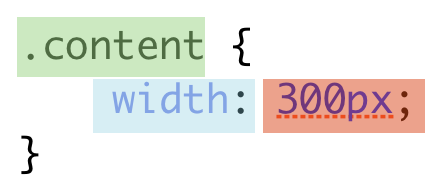 .content {
width: 300px;
}